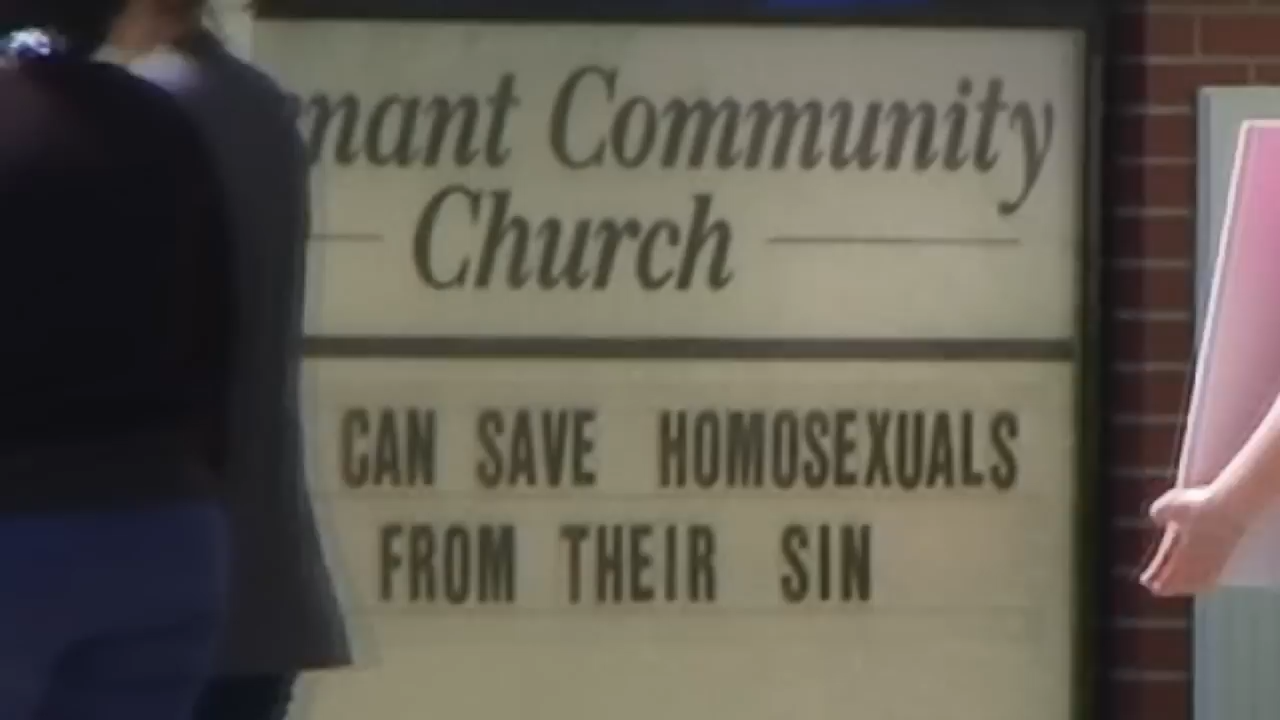 nant Community
Church
CAN SAVE HOMOSEXUALS
FROM THEIR SIN